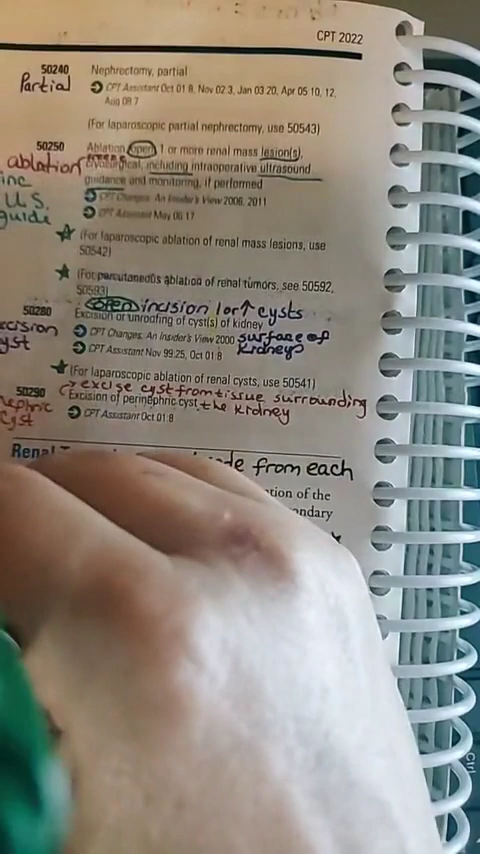 CPT 2022
50240 Nephrectomy, partial
Partial
CPT Assistant Oct 01:8, Nov 02:3, Jan 03:20, Apr 05:10, 12,
Aug 08:7
(For laparoscopic partial nephrectomy, use 50543)
50250 Ablation, open, 1 or more renal mass lesion(s),
ablation
cryosurgical, including intraoperative ultrasound
inc
guidance and monitoring, if performed
U.S.
CPT Changes: An Insider's View 2006, 2011
guide
CPT Assistant May 06:17
(For laparoscopic ablation of renal mass lesions, use
50542)
(For percutaneous ablation of renal tumors, see 50592,
50593)
open incision 1 or ↑ cysts
50280 Excision or unroofing of cyst(s) of kidney
surface of
CPT Changes: An Insider's View 2000
kidney
CPT Assistant Nov 99:25, Oct 01:8
(For laparoscopic ablation of renal cysts, use 50541)
→ excise cyst from tissue surrounding
50290 Excision of perinephric cyst
the kidney
cyst
CPT Assistant Oct 01:8
Renal
from each
of the